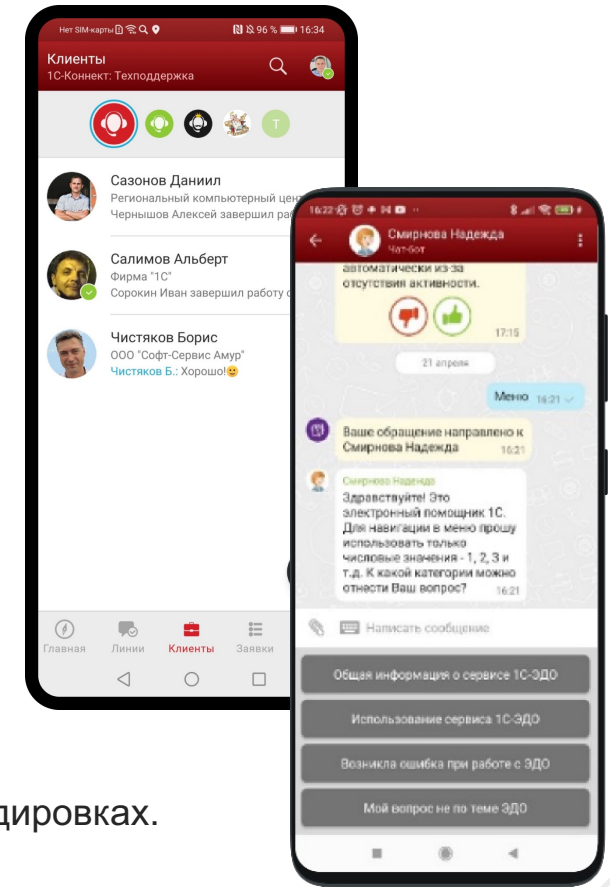 Нет SIM-карты
96 % 16:34
Клиенты
1С-Коннект: Техподдержка
Т
Сазонов Даниил
Региональный компьютерный цен
Чернышов Алексей завершил ра
Салимов Альберт
Фирма "1С"
Сорокин Иван завершил работу с
Чистяков Борис
ООО "Софт-Сервис Амур"
Чистяков Б.: Хорошо!😀
Главная Линии Клиенты Заявки
16:22
Смирнова Надежда
Чат-бот
автоматически из-за
отсутствия активности.
17:15
21 апреля
Меню 16:21
Ваше обращение направлено к
Смирнова Надежда 16:21
Смирнова Надежда
Здравствуйте! Это
электронный помощник 1С.
Для навигации в меню прошу
использовать только
числовые значения - 1, 2, 3 и
т.д. К какой категории можно
отнести Ваш вопрос? 16:21
Написать сообщение
Общая информация о сервисе 1С-ЭДО
Использование сервиса 1С-ЭДО
Возникла ошибка при работе с ЭДО
Мой вопрос не по теме ЭДО
дировках.